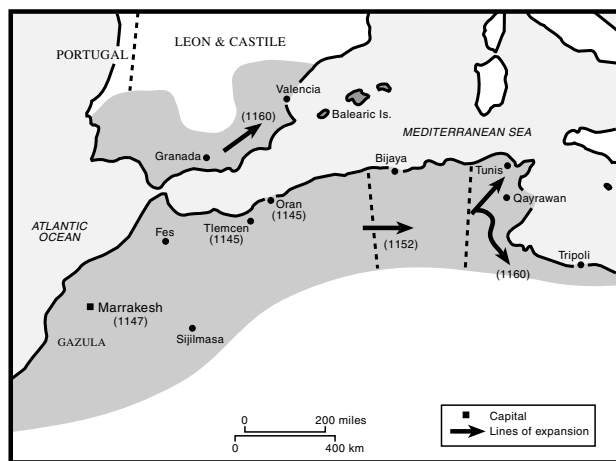 PORTUGAL
LEON & CASTILE
Valencia
(1160)
Balearic Is.
MEDITERRANEAN SEA
Granada
Bijaya
Tunis
Oran
(1145)
Qayrawan
ATLANTIC
OCEAN
Fes
Tlemcen
(1145)
(1152)
Tripoli
(1160)
Marrakesh
(1147)
GAZULA
Sijilmasa
0 200 miles
0 400 km
Capital
Lines of expansion